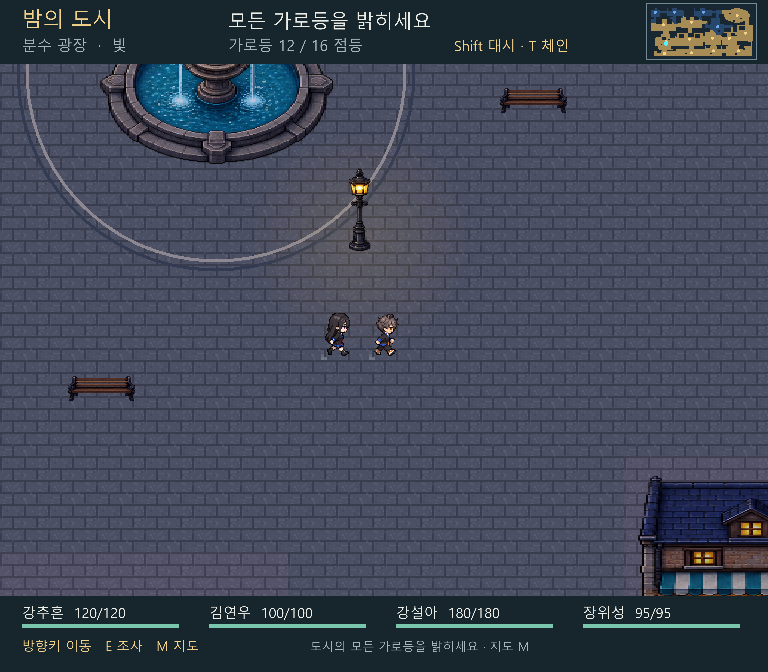 밤의 도시
모든 가로등을 밝히세요
분수 광장 · 빛
가로등 12 / 16 점등
Shift 대시 · T 체인
강추훈 120/120
김연우 100/100
강설아 180/180
장위성 95/95
방향키 이동 E 조사 M 지도
도시의 모든 가로등을 밝히세요 · 지도 M